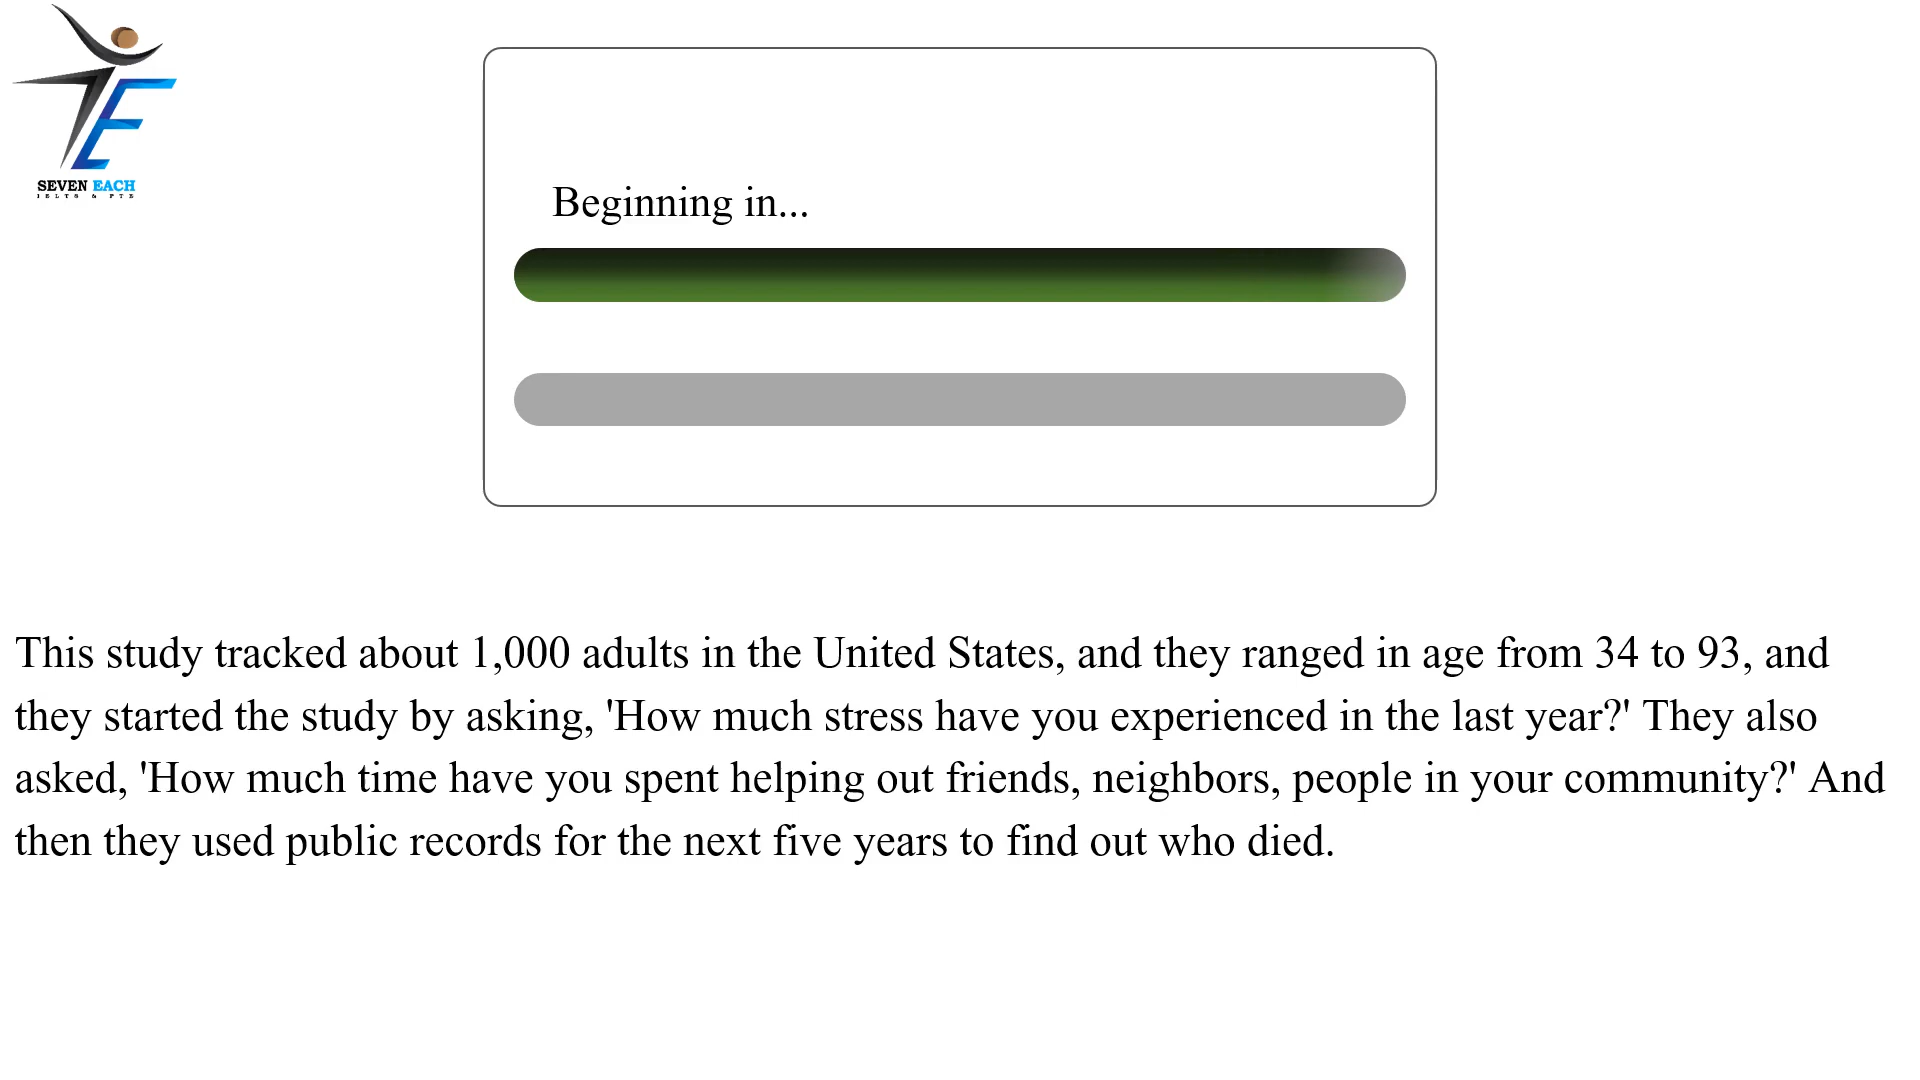 SEVEN EACH
IELTS & PTE
Beginning in...
This study tracked about 1,000 adults in the United States, and they ranged in age from 34 to 93, and
they started the study by asking, 'How much stress have you experienced in the last year?' They also
asked, 'How much time have you spent helping out friends, neighbors, people in your community?' And
then they used public records for the next five years to find out who died.